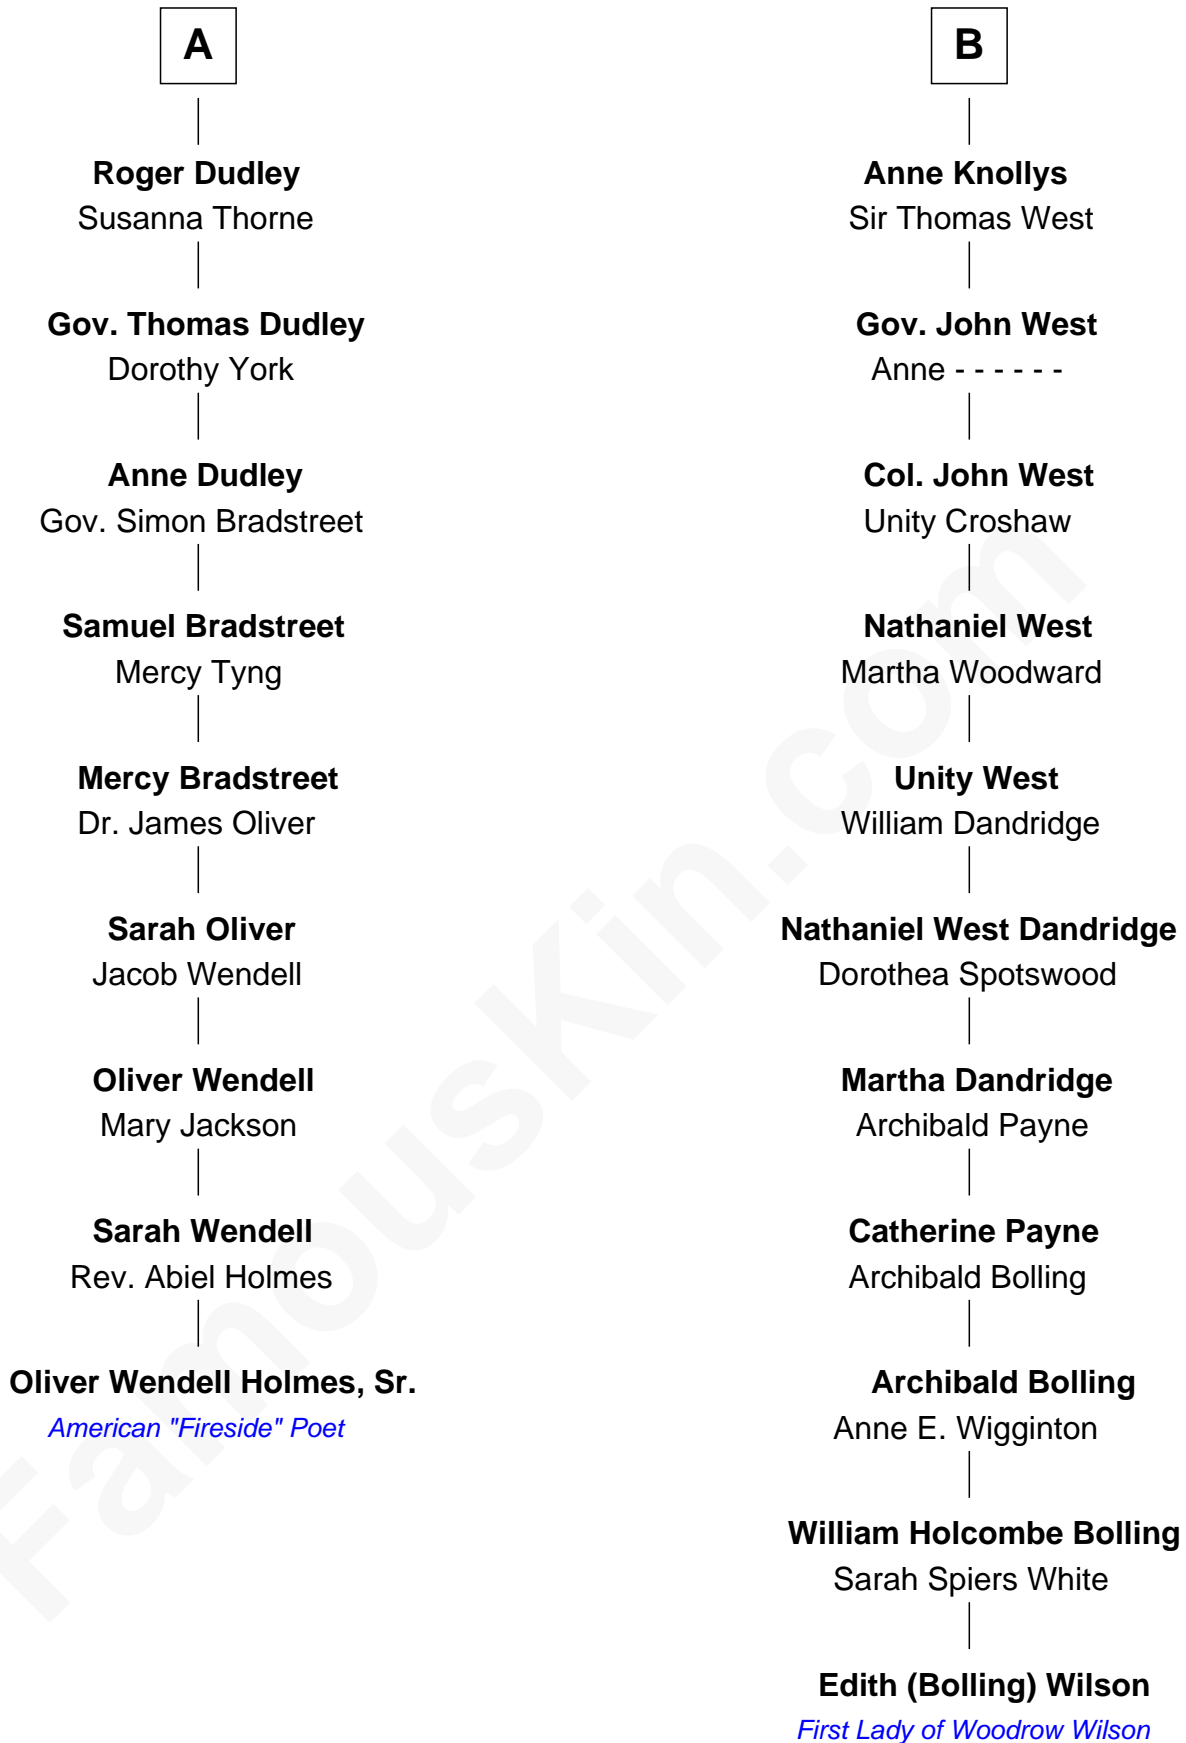 A
Roger Dudley
Susanna Thorne
Gov. Thomas Dudley
Dorothy York
Anne Dudley
Gov. Simon Bradstreet
Samuel Bradstreet
Mercy Tyng
Mercy Bradstreet
Dr. James Oliver
Sarah Oliver
Jacob Wendell
Oliver Wendell
Mary Jackson
Sarah Wendell
Rev. Abiel Holmes
Oliver Wendell Holmes, Sr.
American "Fireside" Poet
B
Anne Knollys
Sir Thomas West
Gov. John West
Anne - - - - - -
Col. John West
Unity Croshaw
Nathaniel West
Martha Woodward
Unity West
William Dandridge
Nathaniel West Dandridge
Dorothea Spotswood
Martha Dandridge
Archibald Payne
Catherine Payne
Archibald Bolling
Archibald Bolling
Anne E. Wigginton
William Holcombe Bolling
Sarah Spiers White
Edith (Bolling) Wilson
First Lady of Woodrow Wilson
FamousKin.com